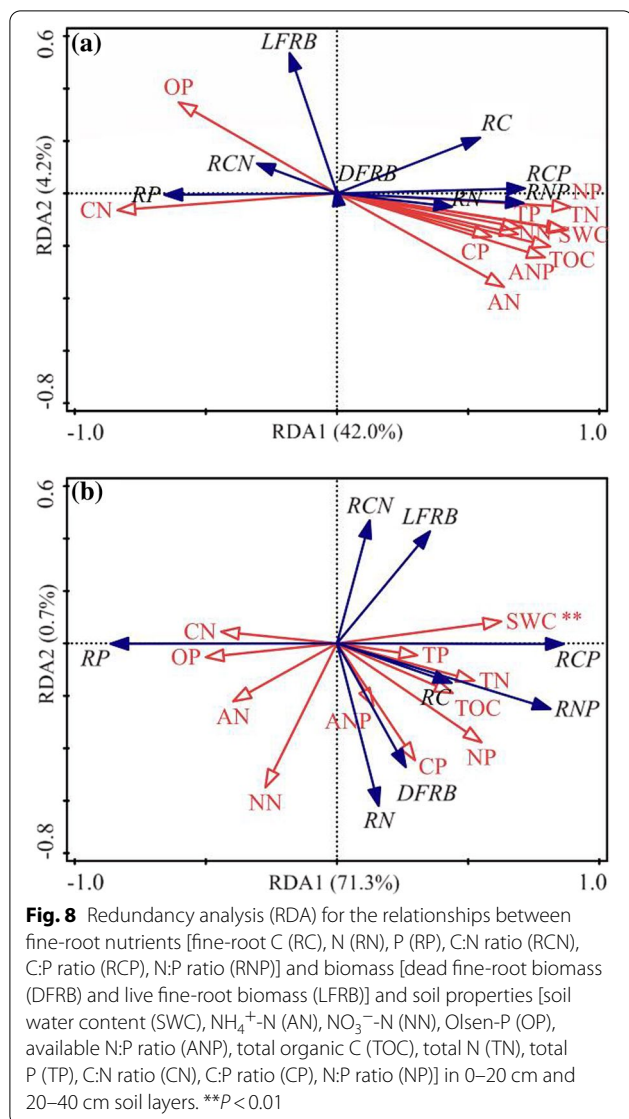 (a)
0.6
LFRB
OP
RC
RCN
DFRB
RCP
NP
RP
RN
RNP
CN
TP
TN
NN
SWC
CP
ANP
TOC
AN
RDA2 (4.2%)
-0.8
-1.0
RDA1 (42.0%)
1.0
(b)
0.6
RCN
LFRB
SWC **
CN
RP
OP
TP
RCP
TN
RC
TOC
RNP
AN
ANP
NP
CP
NN
DFRB
RN
RDA2 (0.7%)
-0.8
-1.0
RDA1 (71.3%)
1.0
Fig. 8 Redundancy analysis (RDA) for the relationships between
fine-root nutrients [fine-root C (RC), N (RN), P (RP), C:N ratio (RCN),
C:P ratio (RCP), N:P ratio (RNP)] and biomass [dead fine-root biomass
(DFRB) and live fine-root biomass (LFRB)] and soil properties [soil
water content (SWC), NH₄⁺-N (AN), NO₃⁻-N (NN), Olsen-P (OP),
available N:P ratio (ANP), total organic C (TOC), total N (TN), total
P (TP), C:N ratio (CN), C:P ratio (CP), N:P ratio (NP)] in 0–20 cm and
20–40 cm soil layers. **P < 0.01